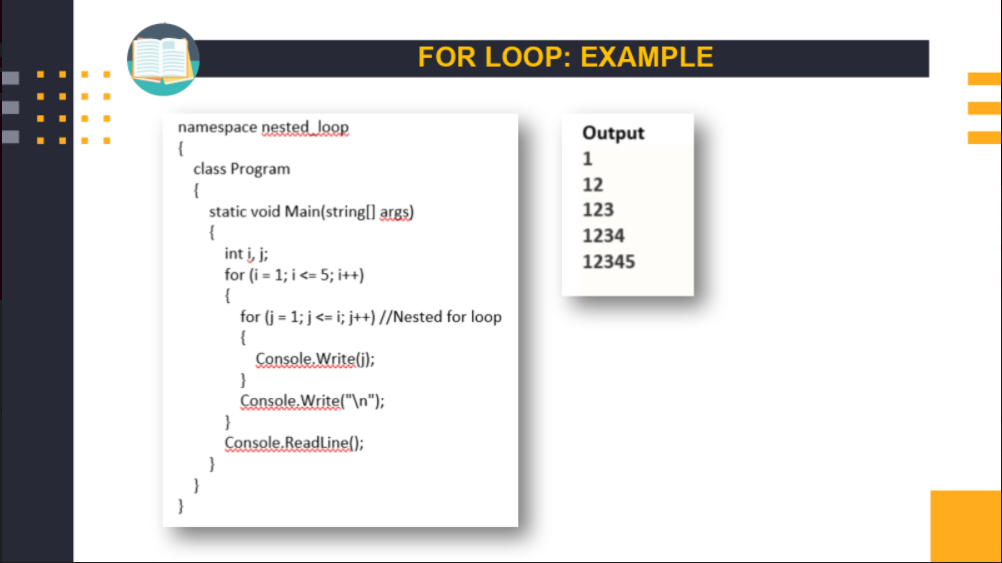 FOR LOOP: EXAMPLE
namespace nested_loop
{
class Program
{
static void Main(string[] args)
{
int i, j;
for (i = 1; i <= 5; i++)
{
for (j = 1; j <= i; j++) //Nested for loop
{
Console.Write(j);
}
Console.Write("\n");
}
Console.ReadLine();
}
}
}
Output
1
12
123
1234
12345